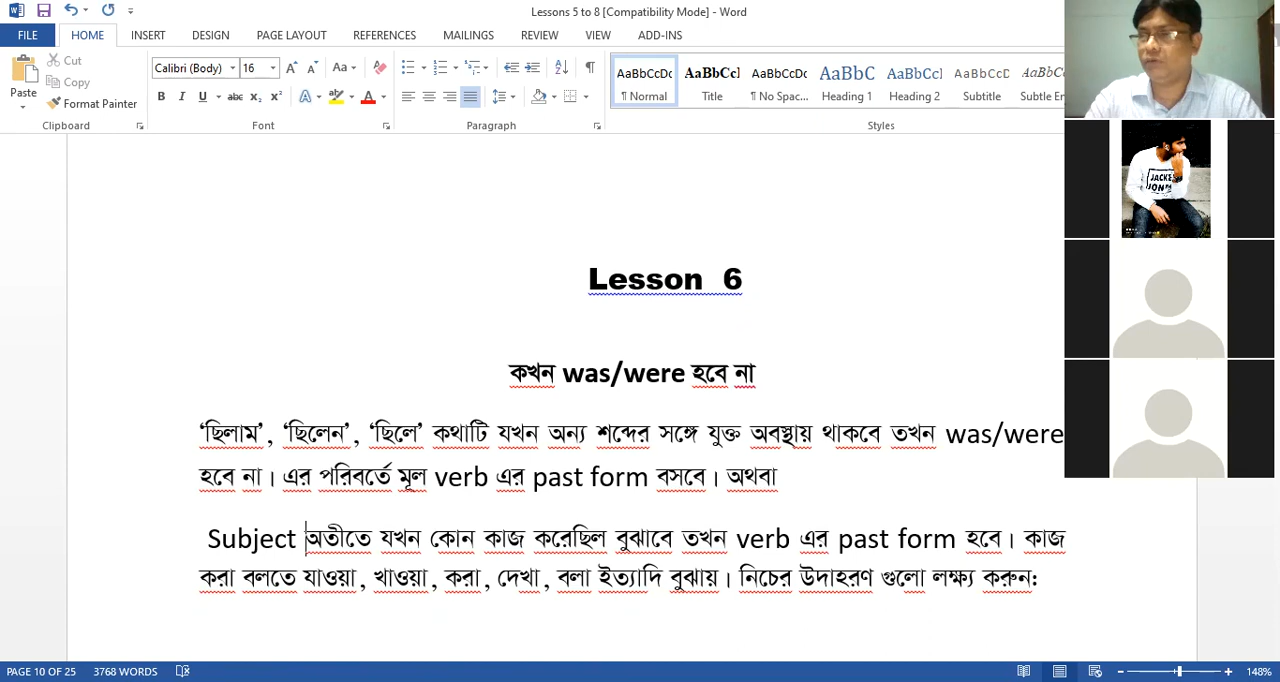 Lessons 5 to 8 [Compatibility Mode] - Word
FILE HOME INSERT DESIGN PAGE LAYOUT REFERENCES MAILINGS REVIEW VIEW ADD-INS
Paste
Cut
Copy
Format Painter
Clipboard
Calibri (Body) 16
Font
Paragraph
AaBbCcDc AaBbCcl AaBbCcDc AaBbC AaBbCcl AaBbCcD AaBbCcDc
¶ Normal Title ¶ No Spac... Heading 1 Heading 2 Subtitle Subtle En
Styles
JACKE
JONH
Lesson 6
কখন was/were হবে না
‘ছিলাম’, ‘ছিলেন’, ‘ছিলে’ কথাটি যখন অন্য শব্দের সঙ্গে যুক্ত অবস্থায় থাকবে তখন was/were
হবে না। এর পরিবর্তে মূল verb এর past form বসবে। অথবা
Subject অতীতে যখন কোন কাজ করেছিল বুঝাবে তখন verb এর past form হবে। কাজ
করা বলতে যাওয়া, খাওয়া, করা, দেখা, বলা ইত্যাদি বুঝায়। নিচের উদাহরণ গুলো লক্ষ্য করুন:
PAGE 10 OF 25 3768 WORDS 148%